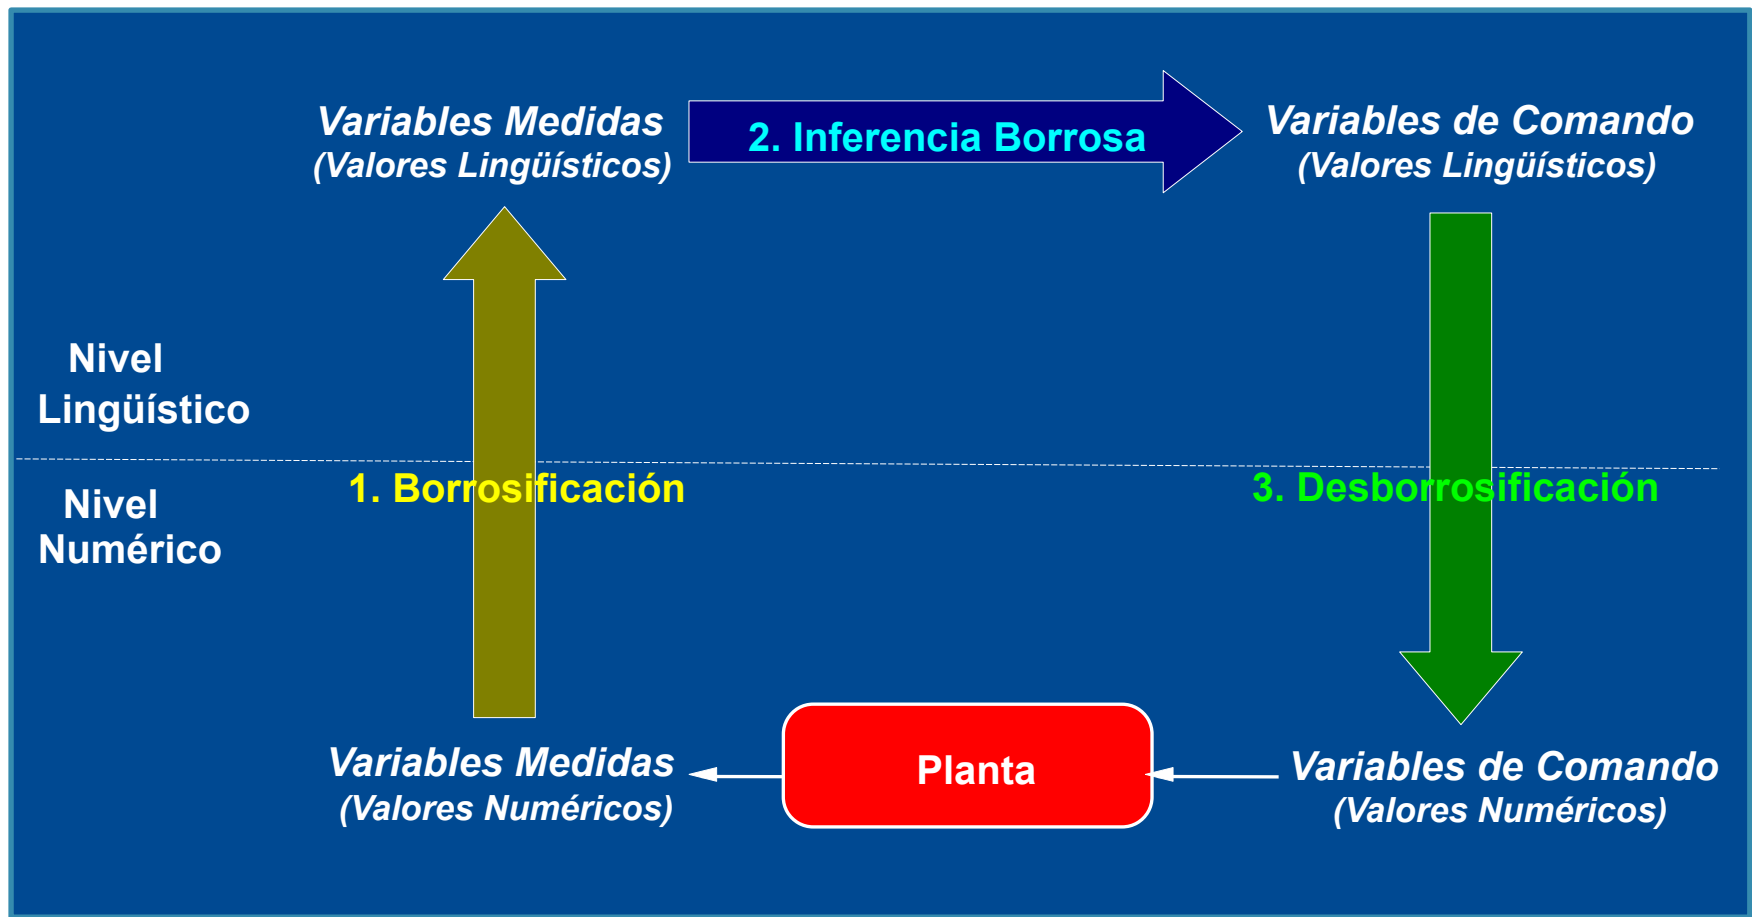 Variables Medidas
(Valores Lingüísticos)
2. Inferencia Borrosa
Variables de Comando
(Valores Lingüísticos)
Nivel
Lingüístico
1. Borrosificación
3. Desborrosificación
Nivel
Numérico
Variables Medidas
(Valores Numéricos)
Planta
Variables de Comando
(Valores Numéricos)